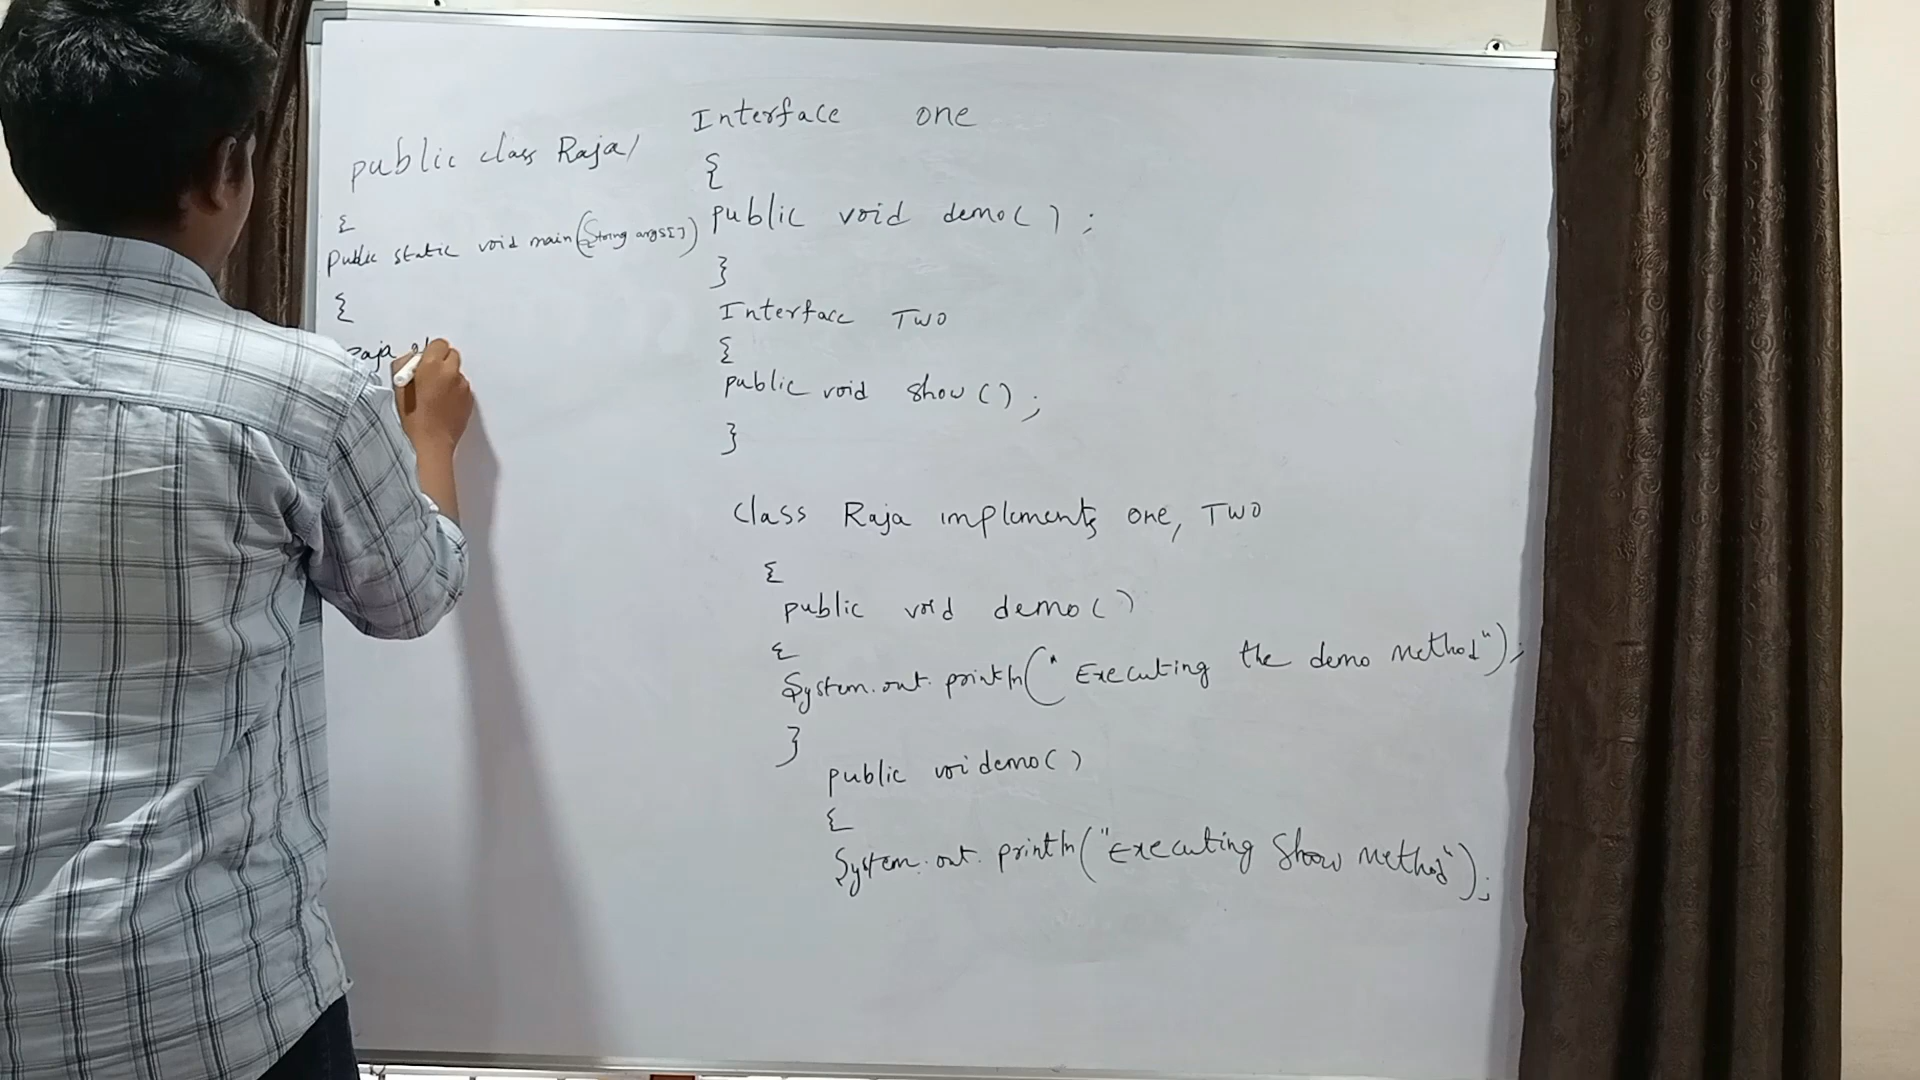 public class Raja1
{
public static void main(String args[])
{
Raja
Interface one
{
public void demo();
}
Interface TWO
{
public void show();
}
class Raja implements one, TWO
{
public void demo()
{
System.out.println("Executing the demo method");
}
public voidemo()
{
System.out.println("Executing Show method");